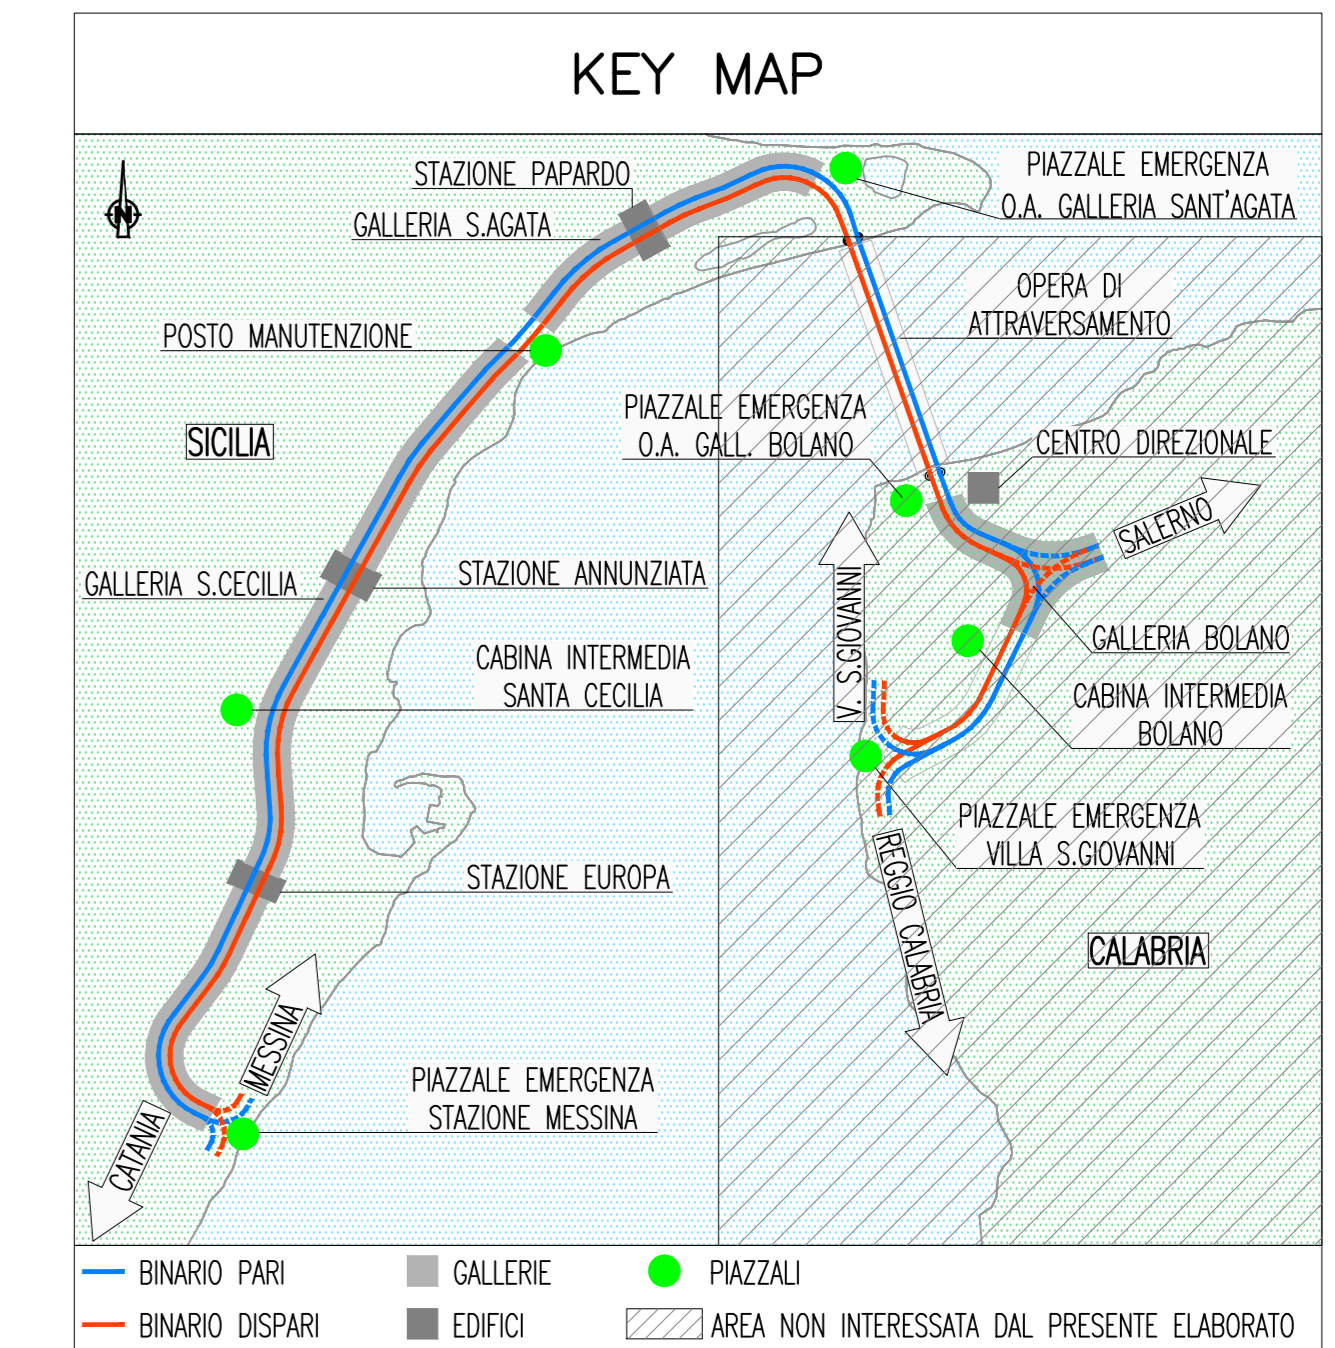 KEY MAP
STAZIONE PAPARDO
GALLERIA S.AGATA
PIAZZALE EMERGENZA
O.A. GALLERIA SANT'AGATA
N
OPERA DI
ATTRAVERSAMENTO
POSTO MANUTENZIONE
SICILIA
PIAZZALE EMERGENZA
O.A. GALL. BOLANO
CENTRO DIREZIONALE
SALERNO
GALLERIA S.CECILIA
STAZIONE ANNUNZIATA
V. S.GIOVANNI
GALLERIA BOLANO
CABINA INTERMEDIA
SANTA CECILIA
CABINA INTERMEDIA
BOLANO
PIAZZALE EMERGENZA
VILLA S.GIOVANNI
STAZIONE EUROPA
REGGIO CALABRIA
CALABRIA
MESSINA
PIAZZALE EMERGENZA
STAZIONE MESSINA
CATANIA
BINARIO PARI
GALLERIE
PIAZZALI
BINARIO DISPARI
EDIFICI
AREA NON INTERESSATA DAL PRESENTE ELABORATO